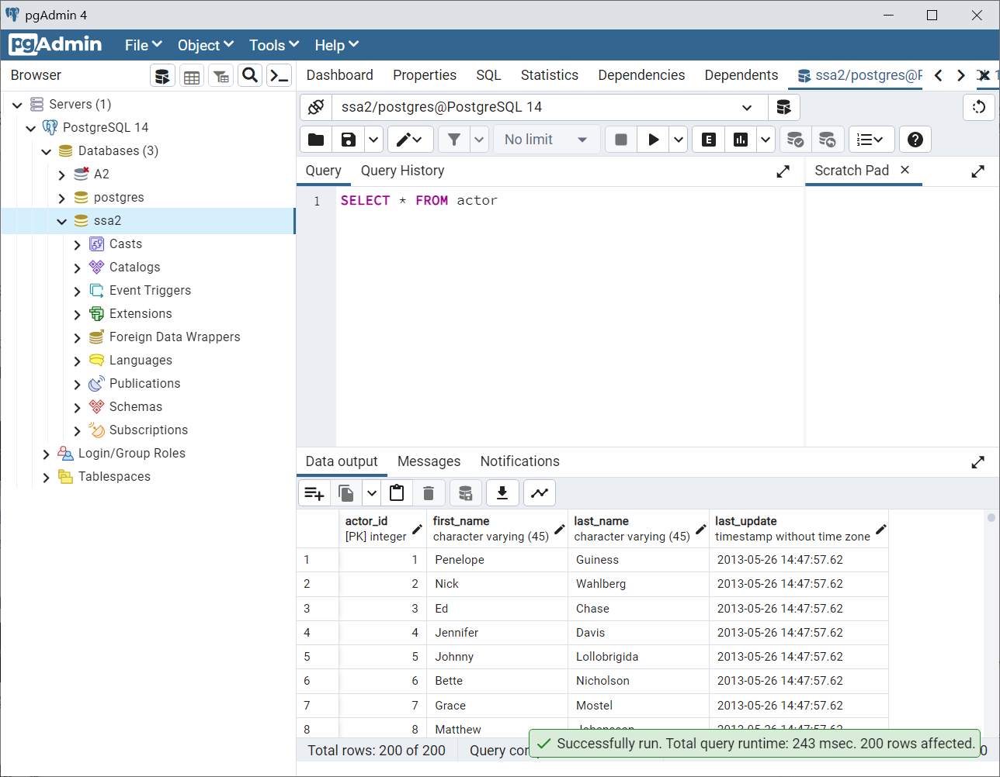 pgAdmin 4
pgAdmin File Object Tools Help
Browser
Dashboard Properties SQL Statistics Dependencies Dependents ssa2/postgres@P
Servers (1)
PostgreSQL 14
Databases (3)
A2
postgres
ssa2
Casts
Catalogs
Event Triggers
Extensions
Foreign Data Wrappers
Languages
Publications
Schemas
Subscriptions
Login/Group Roles
Tablespaces
ssa2/postgres@PostgreSQL 14
No limit
E
Query Query History
Scratch Pad
1 SELECT * FROM actor
Data output Messages Notifications
actor_id first_name last_name last_update
[PK] integer character varying (45) character varying (45) timestamp without time zone
1 1 Penelope Guiness 2013-05-26 14:47:57.62
2 2 Nick Wahlberg 2013-05-26 14:47:57.62
3 3 Ed Chase 2013-05-26 14:47:57.62
4 4 Jennifer Davis 2013-05-26 14:47:57.62
5 5 Johnny Lollobrigida 2013-05-26 14:47:57.62
6 6 Bette Nicholson 2013-05-26 14:47:57.62
7 7 Grace Mostel 2013-05-26 14:47:57.62
8 8 Matthew
Total rows: 200 of 200 Query
Successfully run. Total query runtime: 243 msec. 200 rows affected.